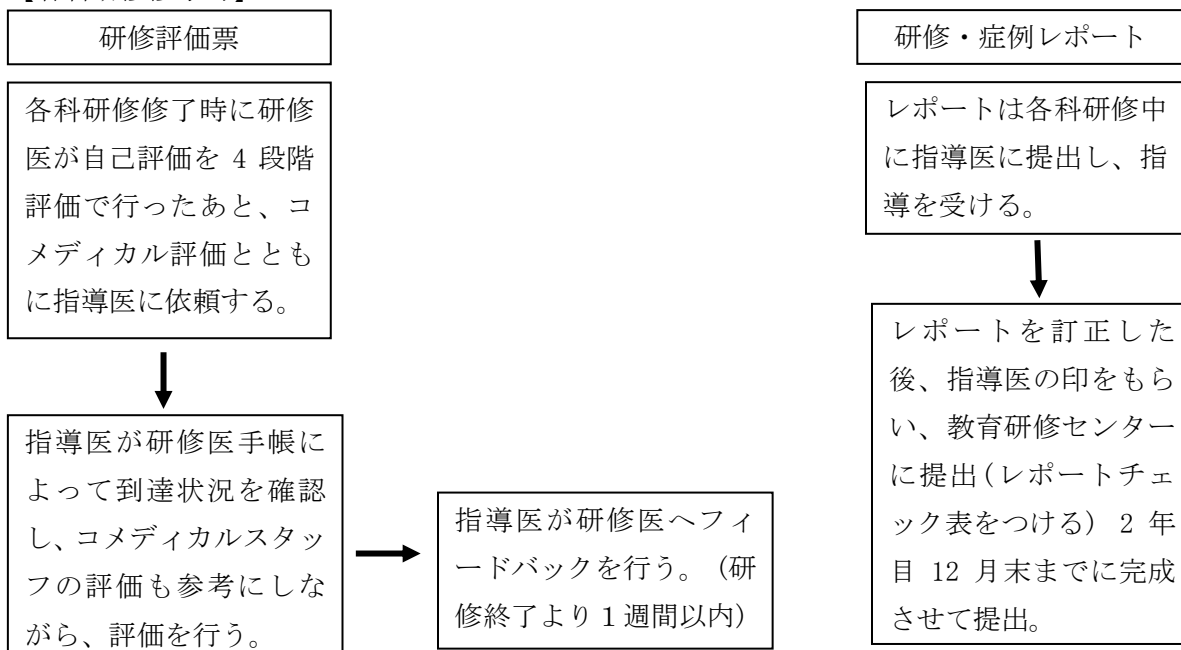 研修評価票
各科研修修了時に研修
医が自己評価を 4 段階
評価で行ったあと、コ
メディカル評価ととも
に指導医に依頼する。
指導医が研修医手帳に
よって到達状況を確認
し、コメディカルスタッ
フの評価も参考にしな
がら、評価を行う。
指導医が研修医へフィ
ードバックを行う。（研
修終了より１週間以内）
研修・症例レポート
レポートは各科研修中
に指導医に提出し、指
導を受ける。
レポートを訂正した
後、指導医の印をもら
い、教育研修センター
に提出(レポートチェ
ック表をつける） 2 年
目 12 月末までに完成
させて提出。